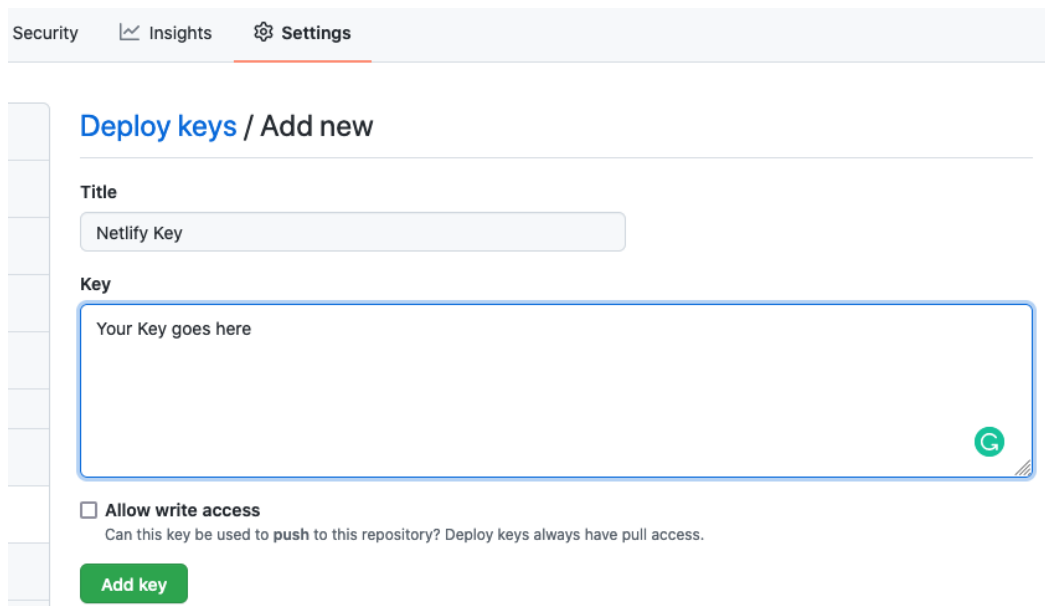 Security Insights Settings
Deploy keys / Add new
Title
Netlify Key
Key
Your Key goes here
Allow write access
Can this key be used to push to this repository? Deploy keys always have pull access.
Add key